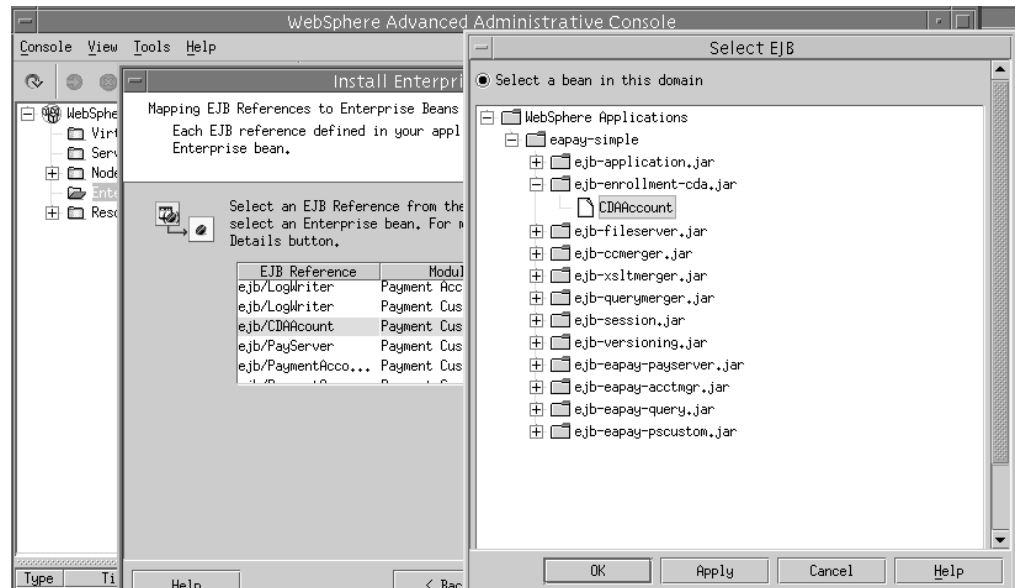 WebSphere Advanced Administrative Console
Console View Tools Help
WebSphe
Virt
Serv
Node
Ente
Reso
Type Ti
Install Enterpri
Mapping EJB References to Enterprise Beans
Each EJB reference defined in your appl
Enterprise bean.
Select an EJB Reference from the
select an Enterprise bean. For m
Details button.
EJB Reference Modul
ejb/LogWriter Payment Acc
ejb/LogWriter Payment Cus
ejb/CDAAcount Payment Cus
ejb/PayServer Payment Cus
ejb/PaymentAcco... Payment Cus
Help < Bac
Select EJB
Select a bean in this domain
WebSphere Applications
eapay-simple
ejb-application.jar
ejb-enrollment-cda.jar
CDAAccount
ejb-fileserver.jar
ejb-ccmerger.jar
ejb-xsltmerger.jar
ejb-querymerger.jar
ejb-session.jar
ejb-versioning.jar
ejb-eapay-payserver.jar
ejb-eapay-acctmgr.jar
ejb-eapay-query.jar
ejb-eapay-pscustom.jar
OK Apply Cancel Help